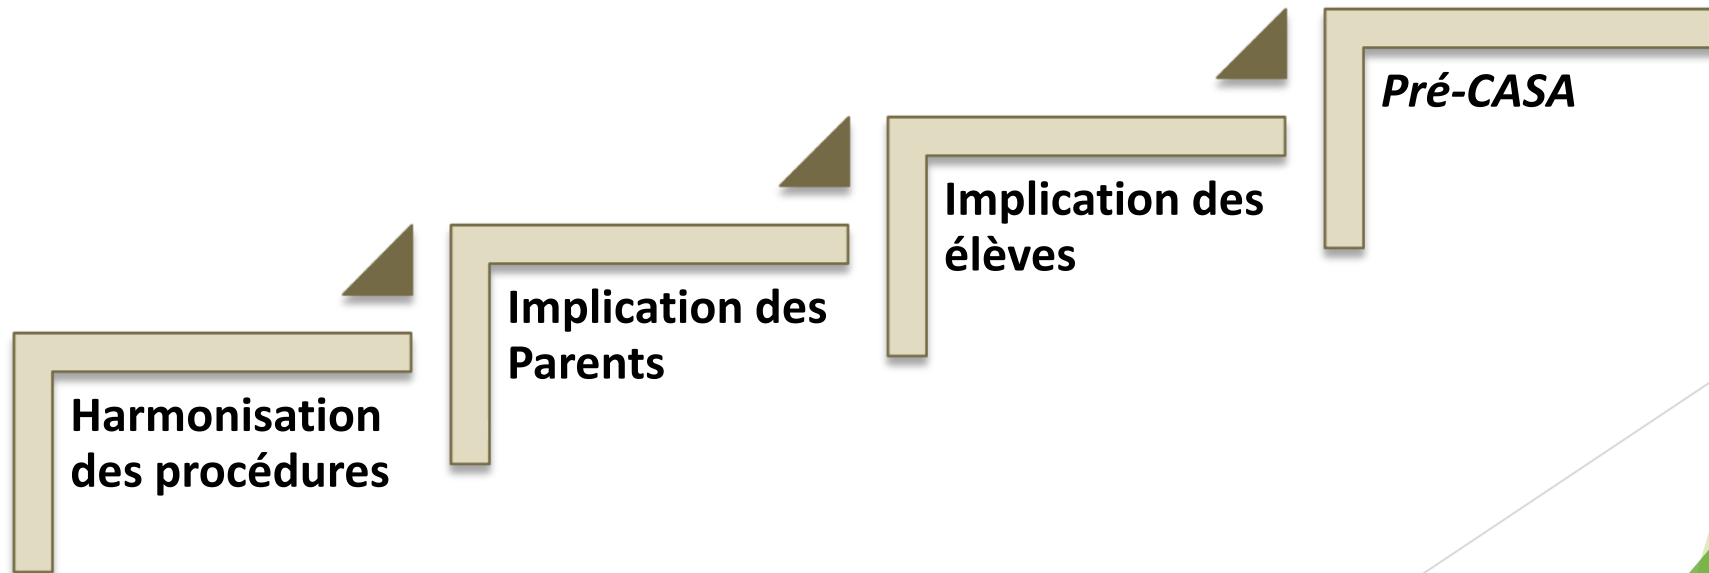 Harmonisation
des procédures
Implication des
Parents
Implication des
élèves
Pré-CASA